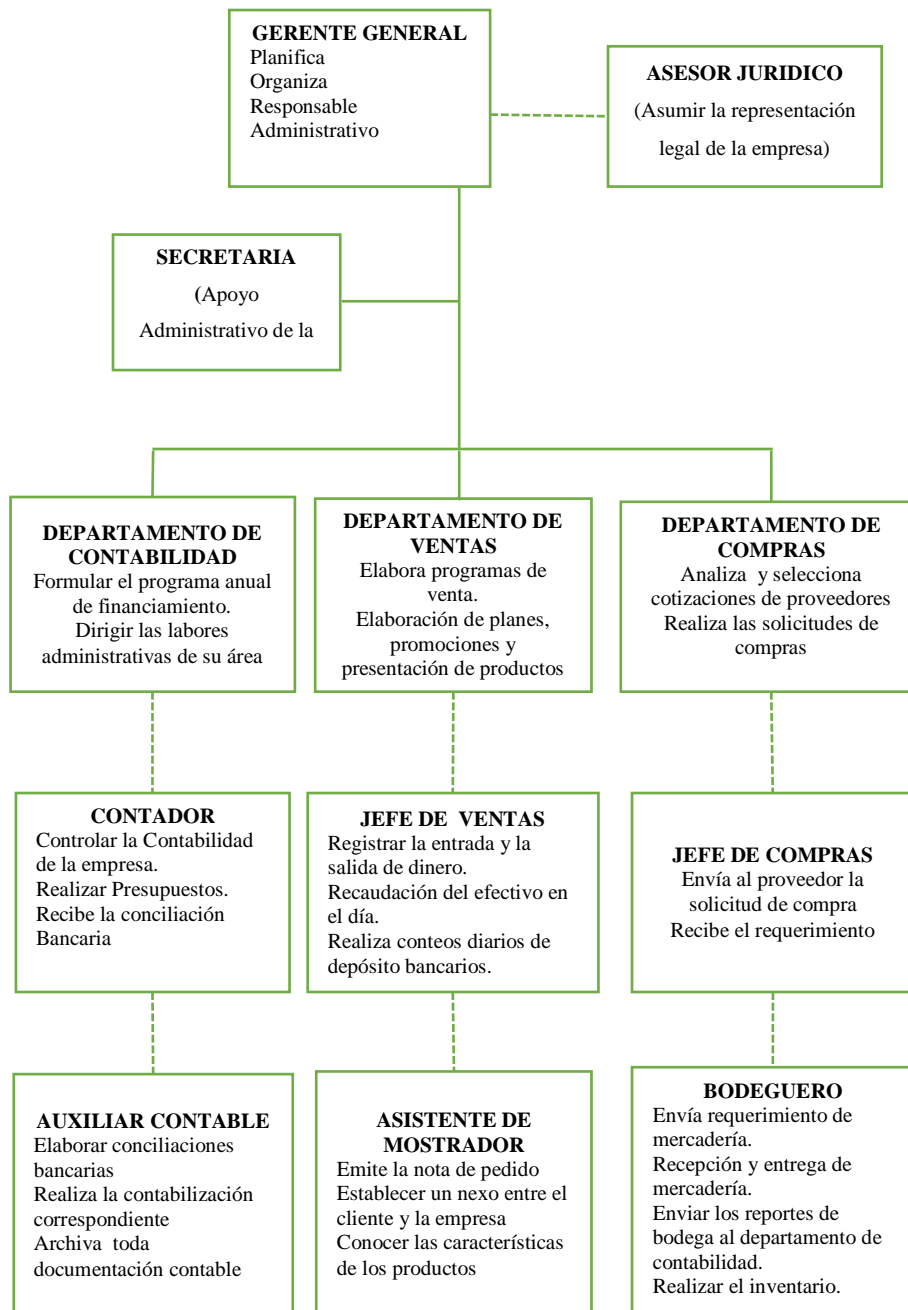 GERENTE GENERAL
Planifica
Organiza
Responsable
Administrativo
ASESOR JURIDICO
(Asumir la representación
legal de la empresa)
SECRETARIA
(Apoyo
Administrativo de la
DEPARTAMENTO DE
CONTABILIDAD
Formular el programa anual
de financiamiento.
Dirigir las labores
administrativas de su área
DEPARTAMENTO DE
VENTAS
Elabora programas de
venta.
Elaboración de planes,
promociones y
presentación de productos
DEPARTAMENTO DE
COMPRAS
Analiza y selecciona
cotizaciones de proveedores
Realiza las solicitudes de
compras
CONTADOR
Controlar la Contabilidad
de la empresa.
Realizar Presupuestos.
Recibe la conciliación
Bancaria
JEFE DE VENTAS
Registrar la entrada y la
salida de dinero.
Recaudación del efectivo en
el día.
Realiza conteos diarios de
depósito bancarios.
JEFE DE COMPRAS
Envía al proveedor la
solicitud de compra
Recibe el requerimiento
AUXILIAR CONTABLE
Elaborar conciliaciones
bancarias
Realiza la contabilización
correspondiente
Archiva toda
documentación contable
ASISTENTE DE
MOSTRADOR
Emite la nota de pedido
Establecer un nexo entre el
cliente y la empresa
Conocer las características
de los productos
BODEGUERO
Envía requerimiento de
mercadería.
Recepción y entrega de
mercadería.
Enviar los reportes de
bodega al departamento de
contabilidad.
Realizar el inventario.